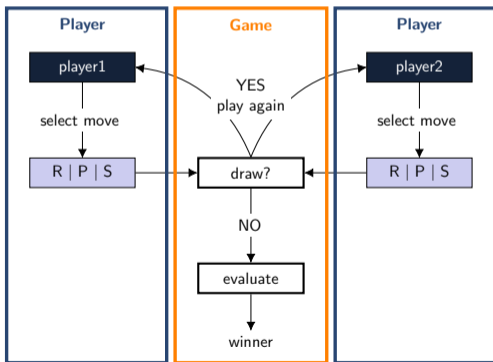 Player
Game
Player
player1
player2
YES
play again
select move
select move
R | P | S
draw?
R | P | S
NO
evaluate
winner